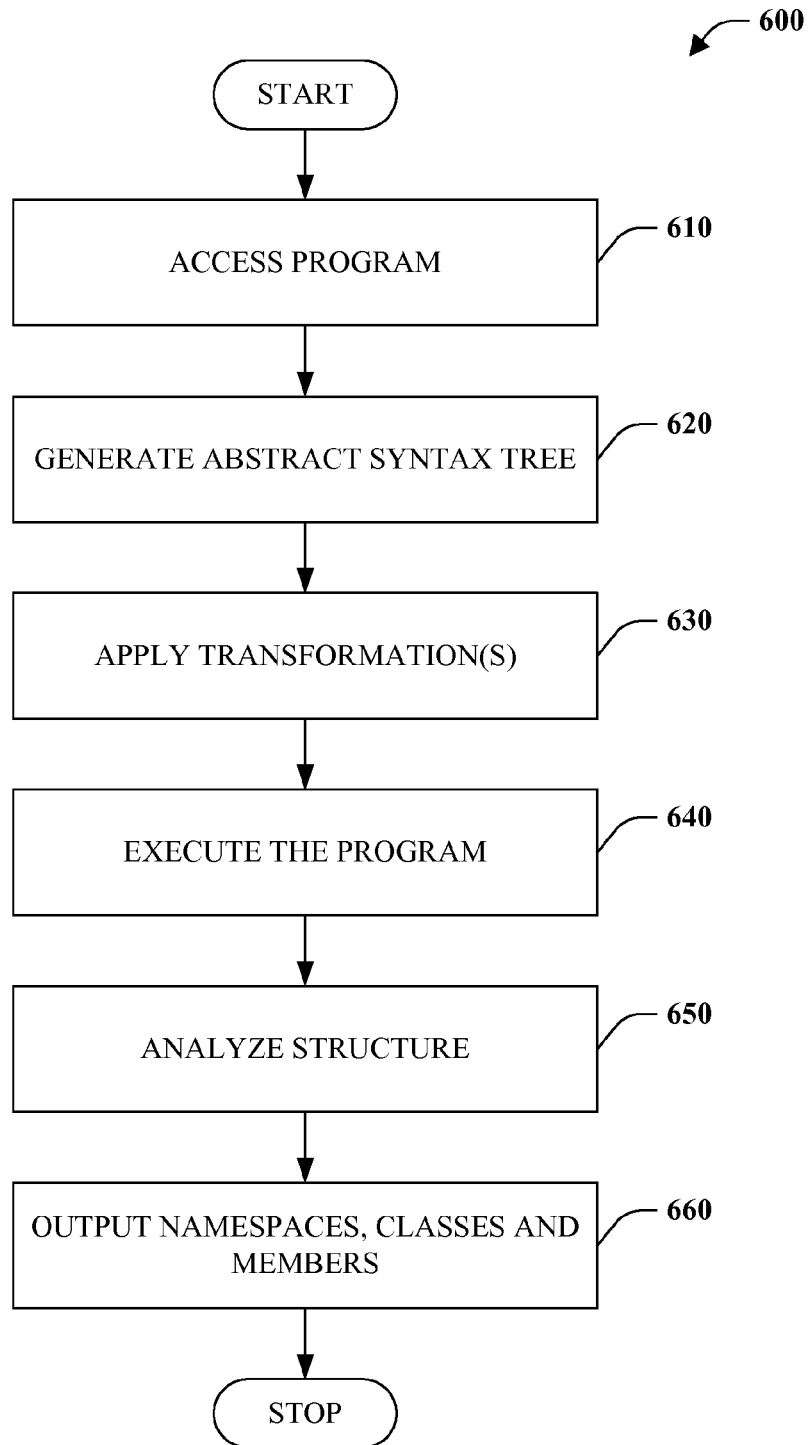 600
START
610
ACCESS PROGRAM
620
GENERATE ABSTRACT SYNTAX TREE
630
APPLY TRANSFORMATION(S)
640
EXECUTE THE PROGRAM
650
ANALYZE STRUCTURE
660
OUTPUT NAMESPACES, CLASSES AND
MEMBERS
STOP